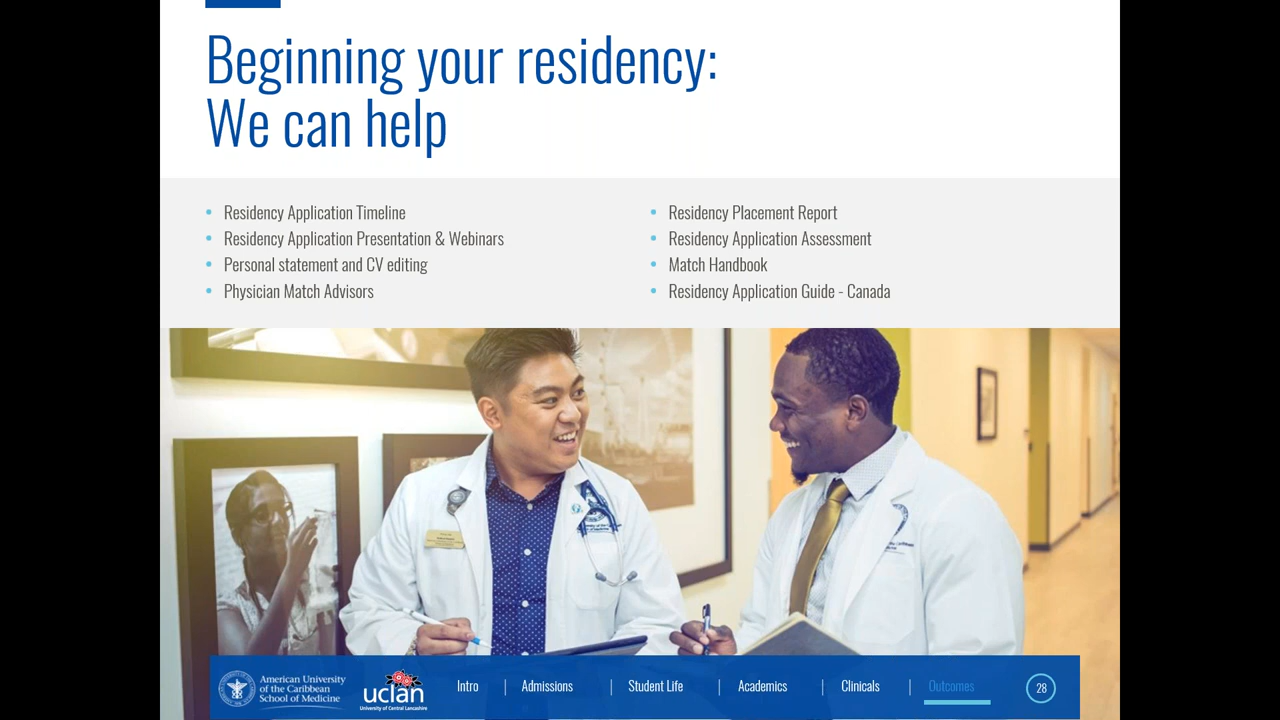 Beginning your residency:
We can help
Residency Application Timeline
Residency Application Presentation & Webinars
Personal statement and CV editing
Physician Match Advisors
Residency Placement Report
Residency Application Assessment
Match Handbook
Residency Application Guide - Canada
American University
of the Caribbean
School of Medicine
uclan
University of Central Lancashire
Intro | Admissions | Student Life | Academics | Clinicals | Outcomes
28